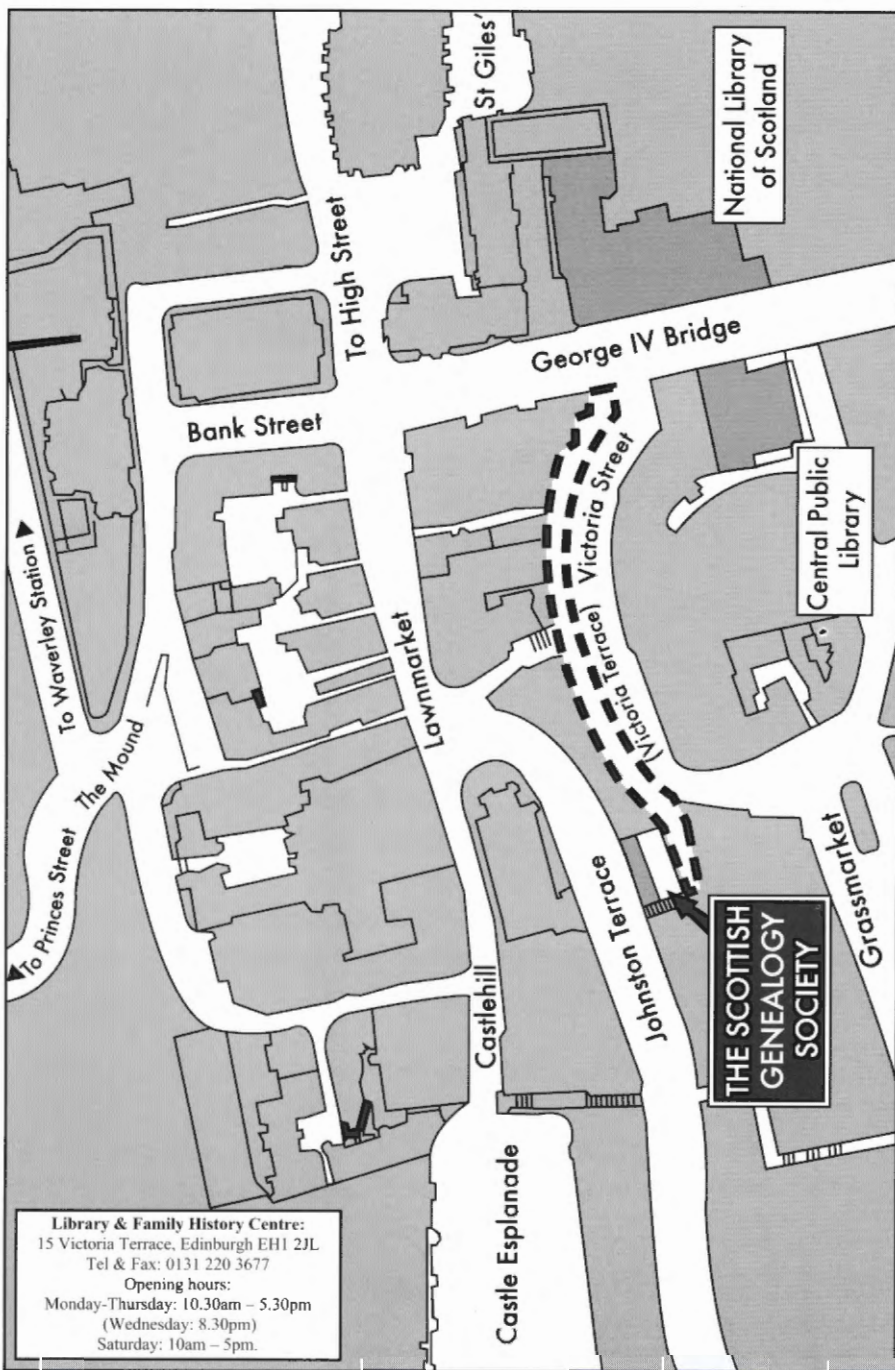 St Giles'
National Library
of Scotland
To High Street
George IV Bridge
Bank Street
To Waverley Station
Victoria Street
(Victoria Terrace)
Central Public
Library
Lawnmarket
The Mound
To Princes Street
Johnston Terrace
Grassmarket
Castlehill
THE SCOTTISH
GENEALOGY
SOCIETY
Castle Esplanade
Library & Family History Centre:
15 Victoria Terrace, Edinburgh EH1 2JL
Tel & Fax: 0131 220 3677
Opening hours:
Monday-Thursday: 10.30am – 5.30pm
(Wednesday: 8.30pm)
Saturday: 10am – 5pm.